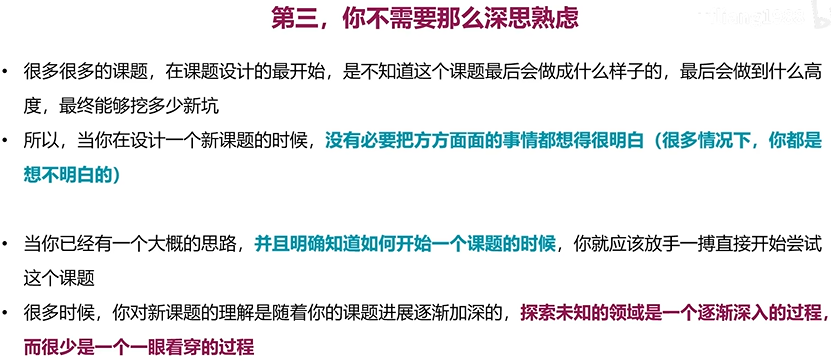 第三，你不需要那么深思熟虑
• 很多很多的课题，在课题设计的最开始，是不知道这个课题最后会做成什么样子的，最后会做到什么高
度，最终能够挖多少新坑
• 所以，当你在设计一个新课题的时候，没有必要把方方面面的事情都想得很明白（很多情况下，你都是
想不明白的）
• 当你已经有一个大概的思路，并且明确知道如何开始一个课题的时候，你就应该放手一搏直接开始尝试
这个课题
• 很多时候，你对新课题的理解是随着你的课题进展逐渐加深的，探索未知的领域是一个逐渐深入的过程，
而很少是一个一眼看穿的过程